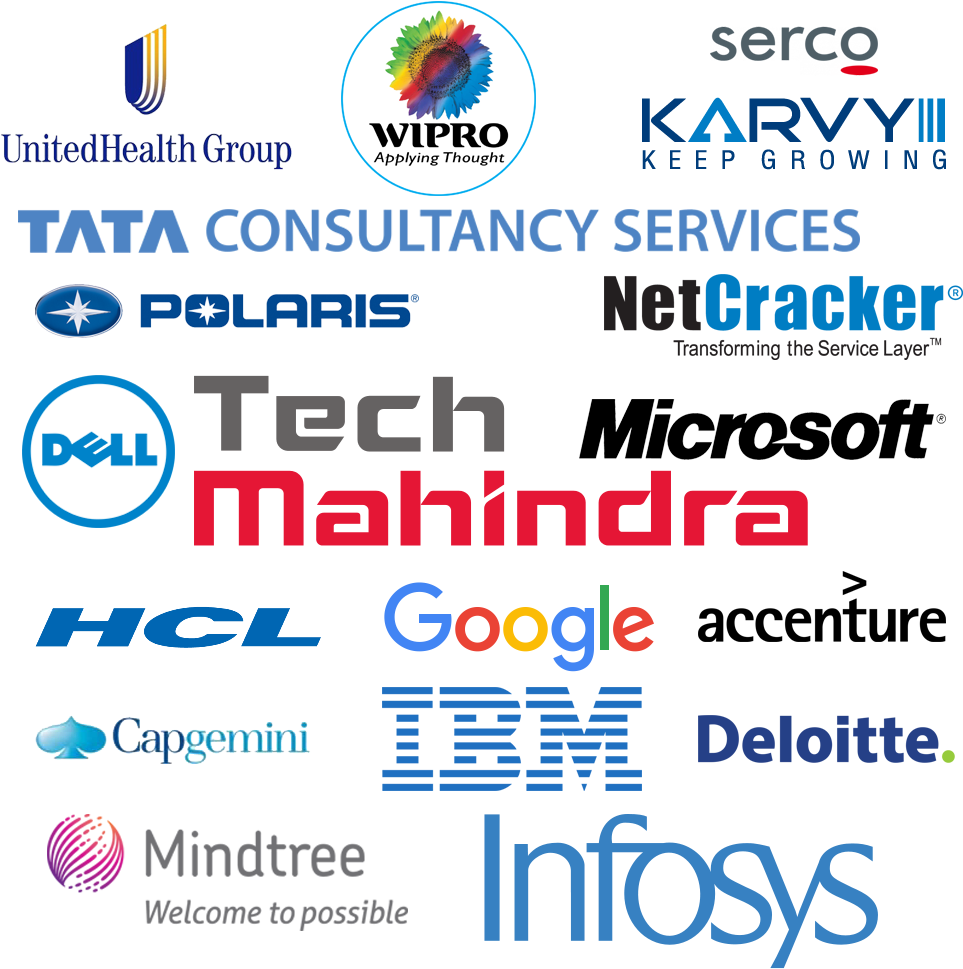 serco
UnitedHealth Group
WIPRO
Applying Thought
KARVY
KEEP GROWING
TATA CONSULTANCY SERVICES
POLARIS®
NetCracker®
Transforming the Service Layer™
DELL
Tech
Mahindra
Microsoft®
HCL
Google
>
accenture
Capgemini
IBM
Deloitte.
Mindtree
Welcome to possible
Infosys